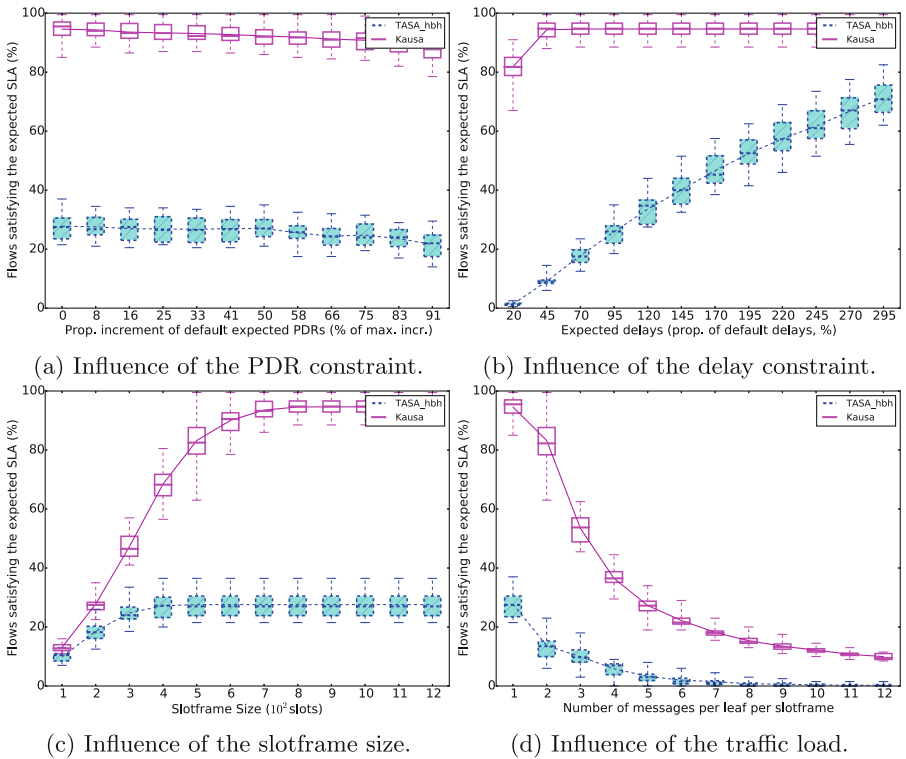 100
80
60
40
20
0
Flows satisfying the expected SLA (%)
TASA_hbh
Kausa
0 8 16 25 33 41 50 58 66 75 83 91
Prop. increment of default expected PDRs (% of max. incr.)
(a) Influence of the PDR constraint.
100
80
60
40
20
0
Flows satisfying the expected SLA (%)
TASA_hbh
Kausa
20 45 70 95 120 145 170 195 220 245 270 295
Expected delays (prop. of default delays, %)
(b) Influence of the delay constraint.
100
80
60
40
20
0
Flows satisfying the expected SLA (%)
TASA_hbh
Kausa
1 2 3 4 5 6 7 8 9 10 11 12
Slotframe Size (10² slots)
(c) Influence of the slotframe size.
100
80
60
40
20
0
Flows satisfying the expected SLA (%)
TASA_hbh
Kausa
1 2 3 4 5 6 7 8 9 10 11 12
Number of messages per leaf per slotframe
(d) Influence of the traffic load.